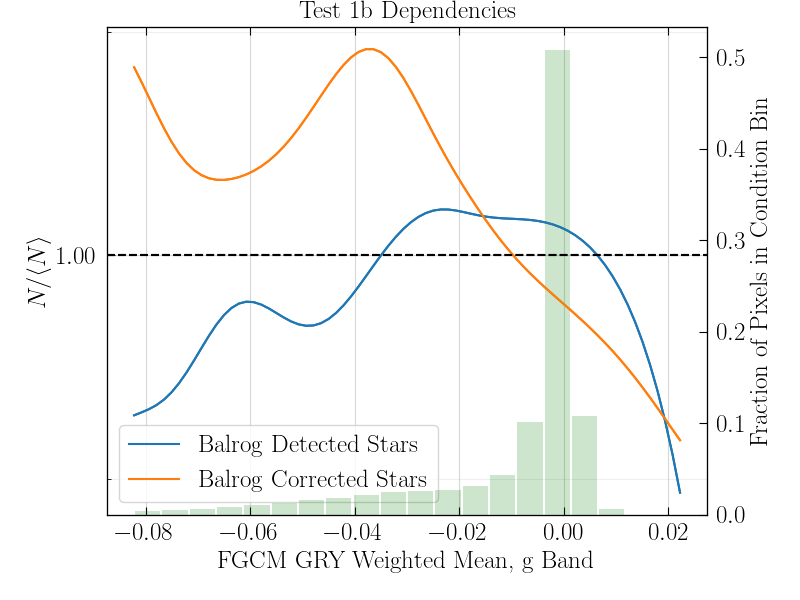 Test 1b Dependencies
N/⟨N⟩
1.00
0.5
0.4
0.3
0.2
0.1
0.0
Fraction of Pixels in Condition Bin
Balrog Detected Stars
Balrog Corrected Stars
−0.08 −0.06 −0.04 −0.02 0.00 0.02
FGCM GRY Weighted Mean, g Band